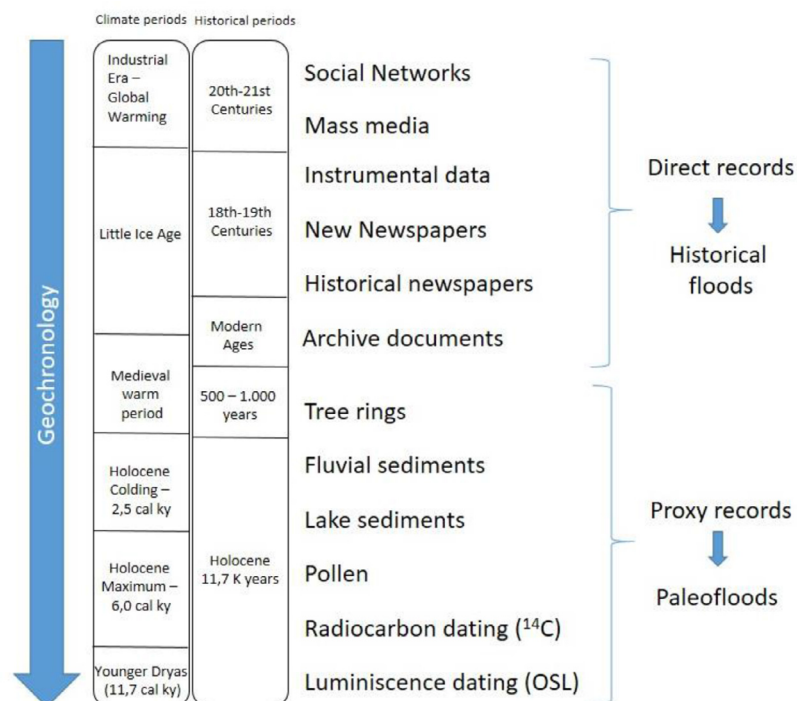 Climate periods
Historical periods
Geochronology
Industrial
Era –
Global
Warming
Little Ice Age
Medieval
warm
period
Holocene
Colding –
2,5 cal ky
Holocene
Maximum –
6,0 cal ky
Younger Dryas
(11,7 cal ky)
20th-21st
Centuries
18th-19th
Centuries
Modern
Ages
500 – 1.000
years
Holocene
11,7 K years
Social Networks
Mass media
Instrumental data
New Newspapers
Historical newspapers
Archive documents
Tree rings
Fluvial sediments
Lake sediments
Pollen
Radiocarbon dating (¹⁴C)
Luminiscence dating (OSL)
Direct records
Historical
floods
Proxy records
Paleofloods